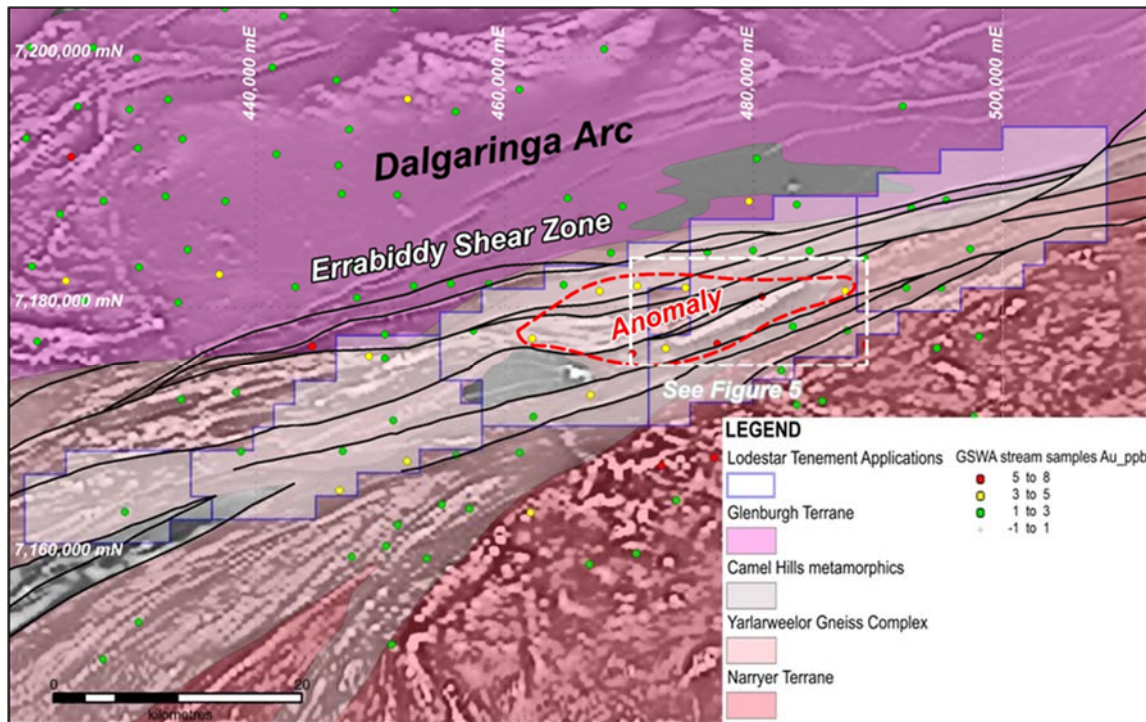 7,200,000 mN
440,000 mE
460,000 mE
480,000 mE
500,000 mE
Dalgaringa Arc
Errabiddy Shear Zone
7,180,000 mN
Anomaly
See Figure 5
7,160,000 mN
LEGEND
Lodestar Tenement Applications
Glenburgh Terrane
Camel Hills metamorphics
Yarlarweelor Gneiss Complex
Narryer Terrane
GSWA stream samples Au_ppb
5 to 8
3 to 5
1 to 3
-1 to 1
0 20
kilometres